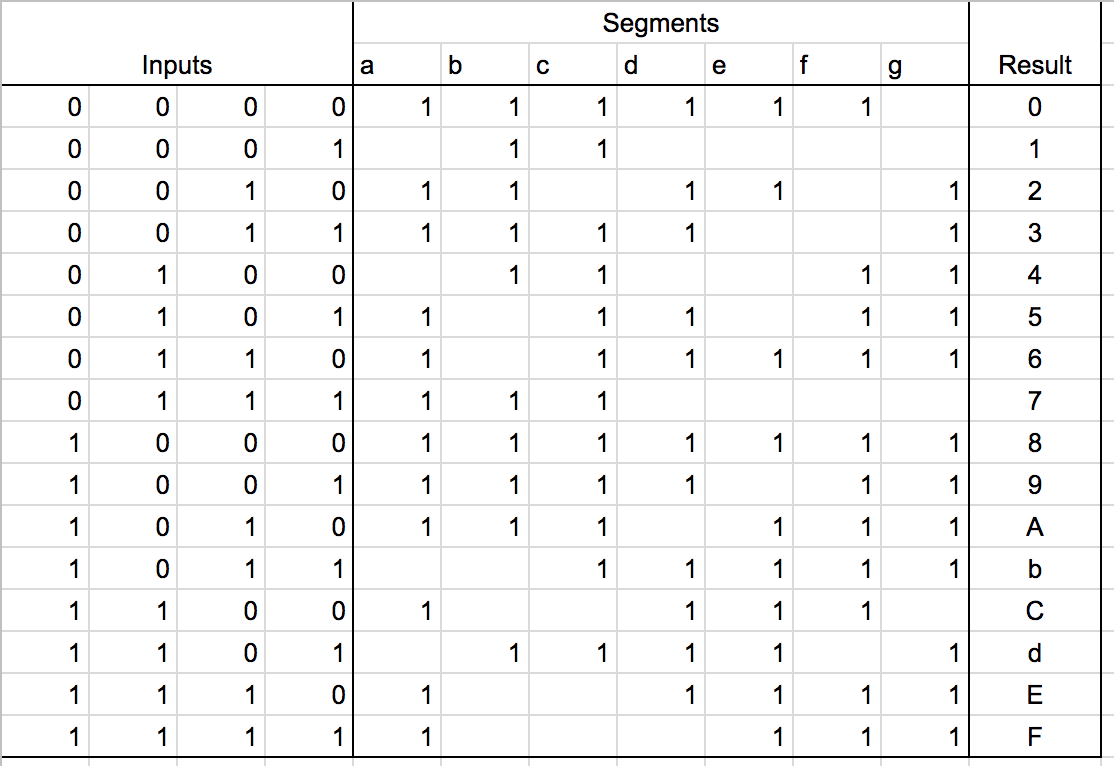 Segments
Inputs a b c d e f g Result
0 0 0 0 1 1 1 1 1 1 0
0 0 0 1 1 1 1
0 0 1 0 1 1 1 1 1 2
0 0 1 1 1 1 1 1 1 3
0 1 0 0 1 1 1 1 4
0 1 0 1 1 1 1 1 1 5
0 1 1 0 1 1 1 1 1 1 6
0 1 1 1 1 1 1 7
1 0 0 0 1 1 1 1 1 1 1 8
1 0 0 1 1 1 1 1 1 1 9
1 0 1 0 1 1 1 1 1 1 A
1 0 1 1 1 1 1 1 1 b
1 1 0 0 1 1 1 1 C
1 1 0 1 1 1 1 1 1 d
1 1 1 0 1 1 1 1 1 E
1 1 1 1 1 1 1 1 F